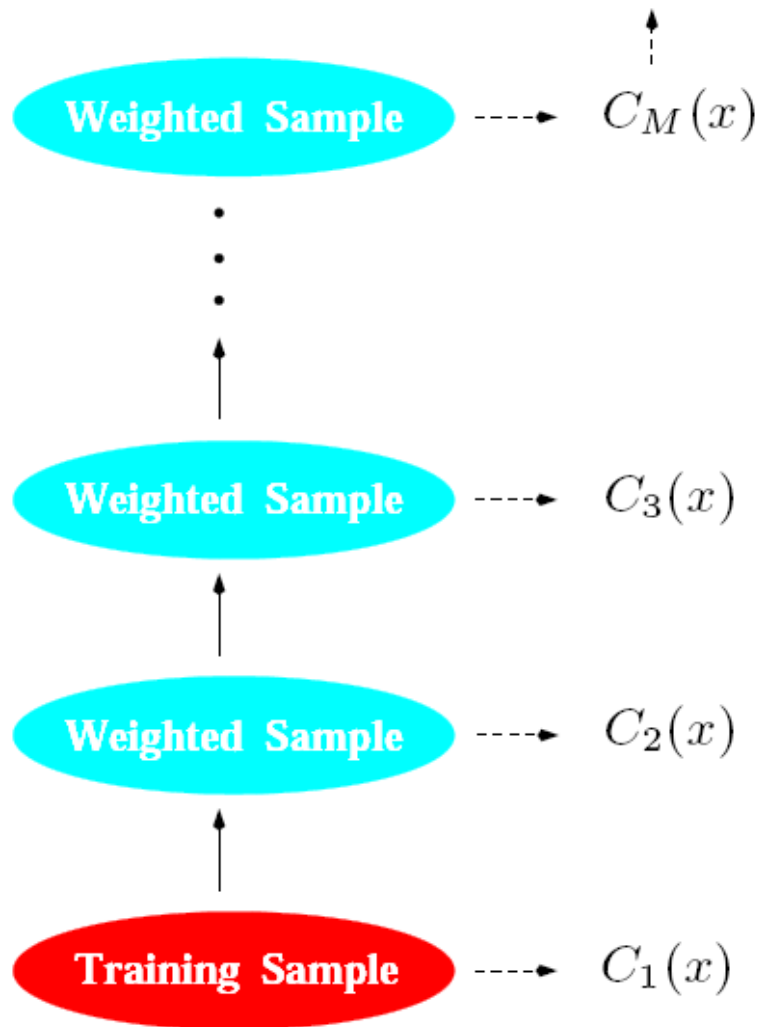 Weighted Sample C_M(x)
Weighted Sample C_3(x)
Weighted Sample C_2(x)
Training Sample C_1(x)